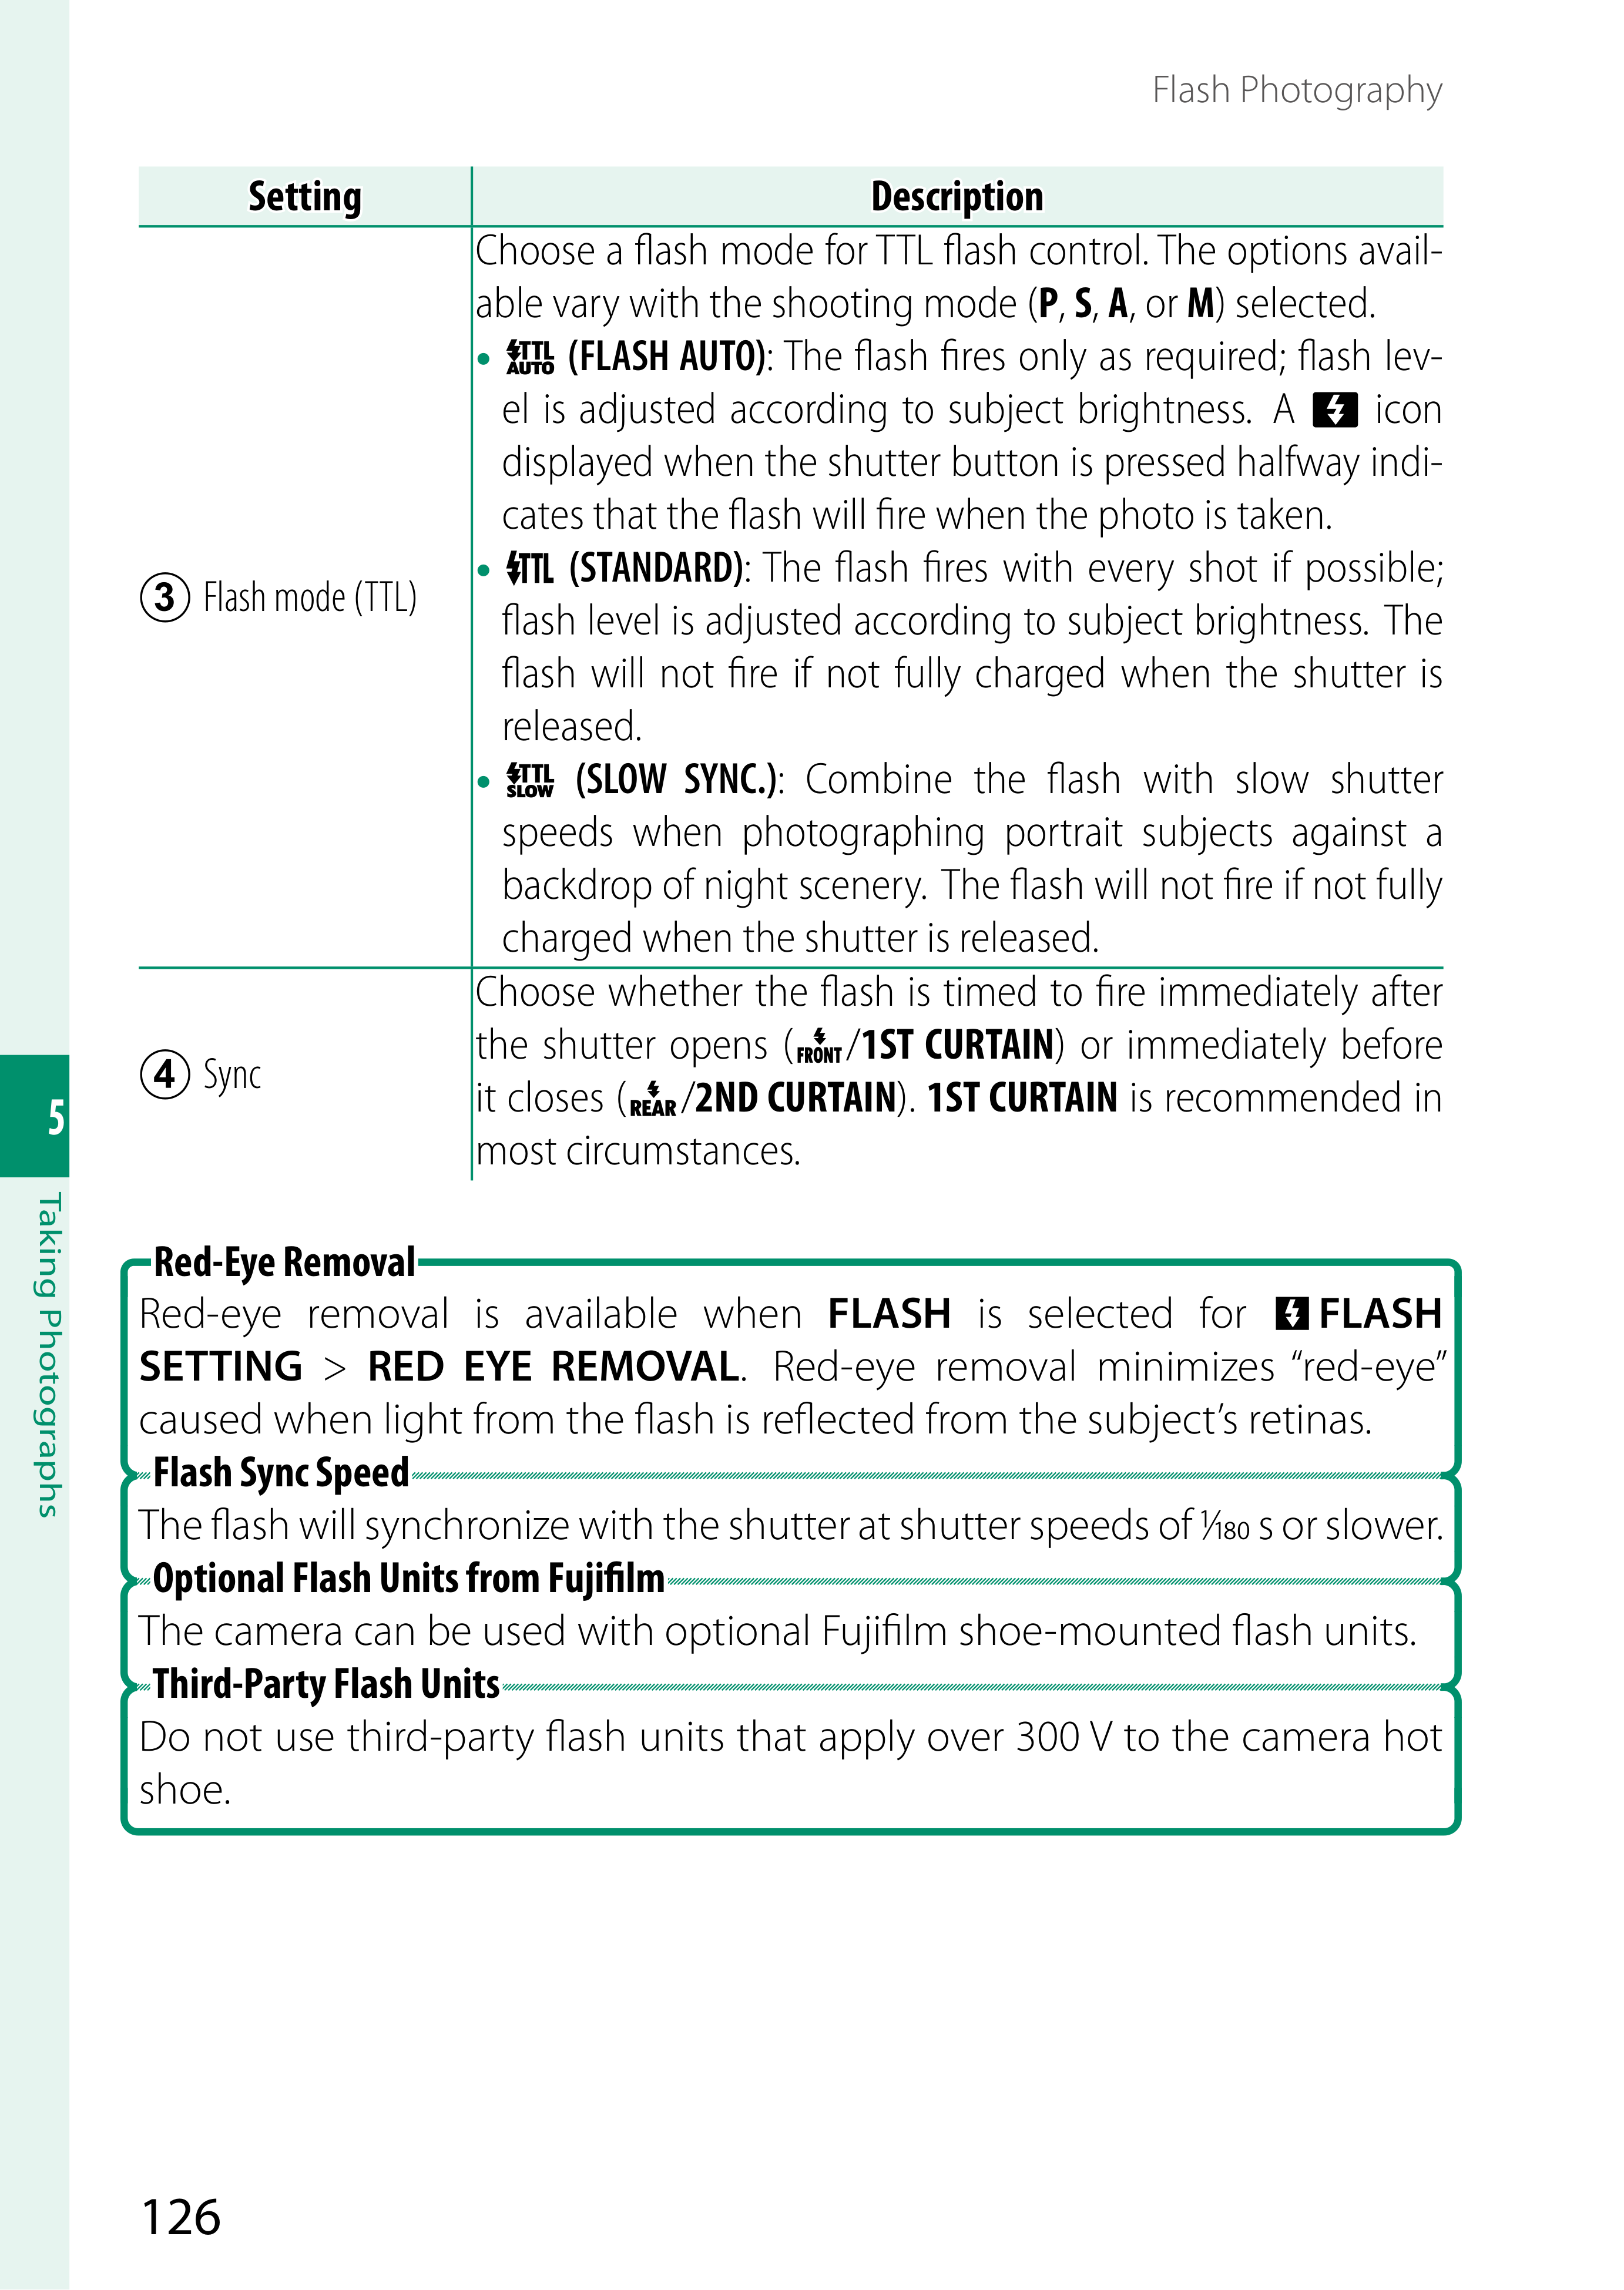 Flash Photography
Setting
Description
③ Flash mode (TTL)
Choose a flash mode for TTL flash control. The options avail-
able vary with the shooting mode (P, S, A, or M) selected.
• TTL AUTO (FLASH AUTO): The flash fires only as required; flash lev-
el is adjusted according to subject brightness. A icon
displayed when the shutter button is pressed halfway indi-
cates that the flash will fire when the photo is taken.
• TTL (STANDARD): The flash fires with every shot if possible;
flash level is adjusted according to subject brightness. The
flash will not fire if not fully charged when the shutter is
released.
• TTL SLOW (SLOW SYNC.): Combine the flash with slow shutter
speeds when photographing portrait subjects against a
backdrop of night scenery. The flash will not fire if not fully
charged when the shutter is released.
④ Sync
Choose whether the flash is timed to fire immediately after
the shutter opens (FRONT/1ST CURTAIN) or immediately before
it closes (REAR/2ND CURTAIN). 1ST CURTAIN is recommended in
most circumstances.
5
Taking Photographs
Red-Eye Removal
Red-eye removal is available when FLASH is selected for FLASH
SETTING > RED EYE REMOVAL. Red-eye removal minimizes “red-eye”
caused when light from the flash is reflected from the subject’s retinas.
Flash Sync Speed
The flash will synchronize with the shutter at shutter speeds of 1/180 s or slower.
Optional Flash Units from Fujifilm
The camera can be used with optional Fujifilm shoe-mounted flash units.
Third-Party Flash Units
Do not use third-party flash units that apply over 300 V to the camera hot
shoe.
126